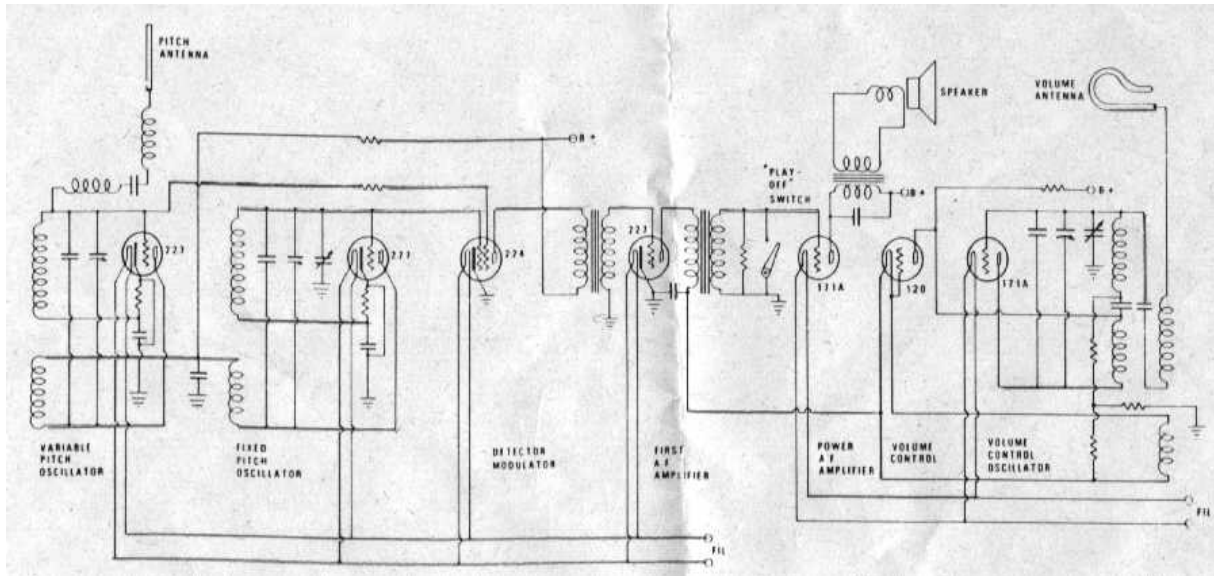 PITCH
ANTENNA
B +
227
227
224
227
"PLAY-
OFF"
SWITCH
SPEAKER
B+
171A
120
171A
B+
VOLUME
ANTENNA
VARIABLE
PITCH
OSCILLATOR
FIXED
PITCH
OSCILLATOR
DETECTOR
MODULATOR
FIRST
A.F
AMPLIFIER
POWER
A F
AMPLIFIER
VOLUME
CONTROL
VOLUME
CONTROL
OSCILLATOR
FIL
FIL